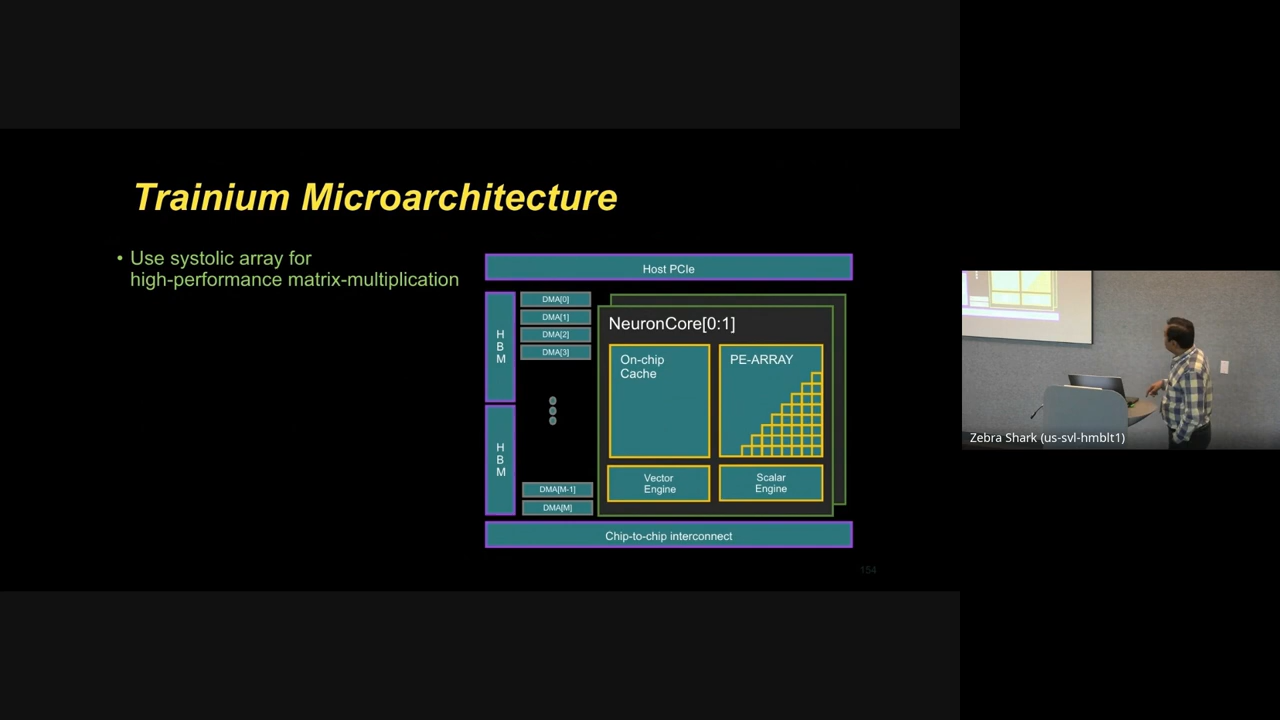 Trainium Microarchitecture
• Use systolic array for
high-performance matrix-multiplication
Host PCIe
H
B
M
H
B
M
DMA[0]
DMA[1]
DMA[2]
DMA[3]
DMA[M-1]
DMA[M]
NeuronCore[0:1]
On-chip
Cache
PE-ARRAY
Vector
Engine
Scalar
Engine
Chip-to-chip interconnect
154
Zebra Shark (us-svl-hmblt1)